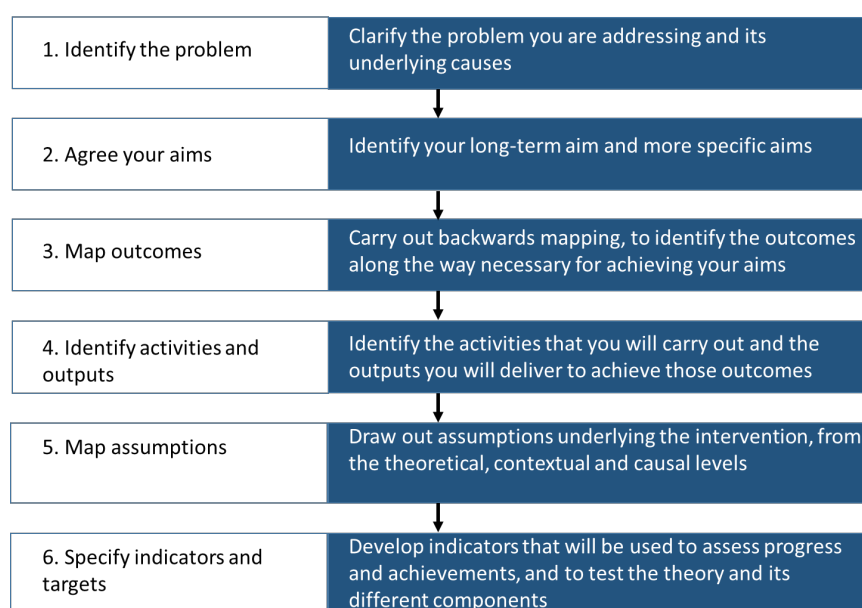 1. Identify the problem
Clarify the problem you are addressing and its
underlying causes
2. Agree your aims
Identify your long-term aim and more specific aims
3. Map outcomes
Carry out backwards mapping, to identify the outcomes
along the way necessary for achieving your aims
4. Identify activities and
outputs
Identify the activities that you will carry out and the
outputs you will deliver to achieve those outcomes
5. Map assumptions
Draw out assumptions underlying the intervention, from
the theoretical, contextual and causal levels
6. Specify indicators and
targets
Develop indicators that will be used to assess progress
and achievements, and to test the theory and its
different components